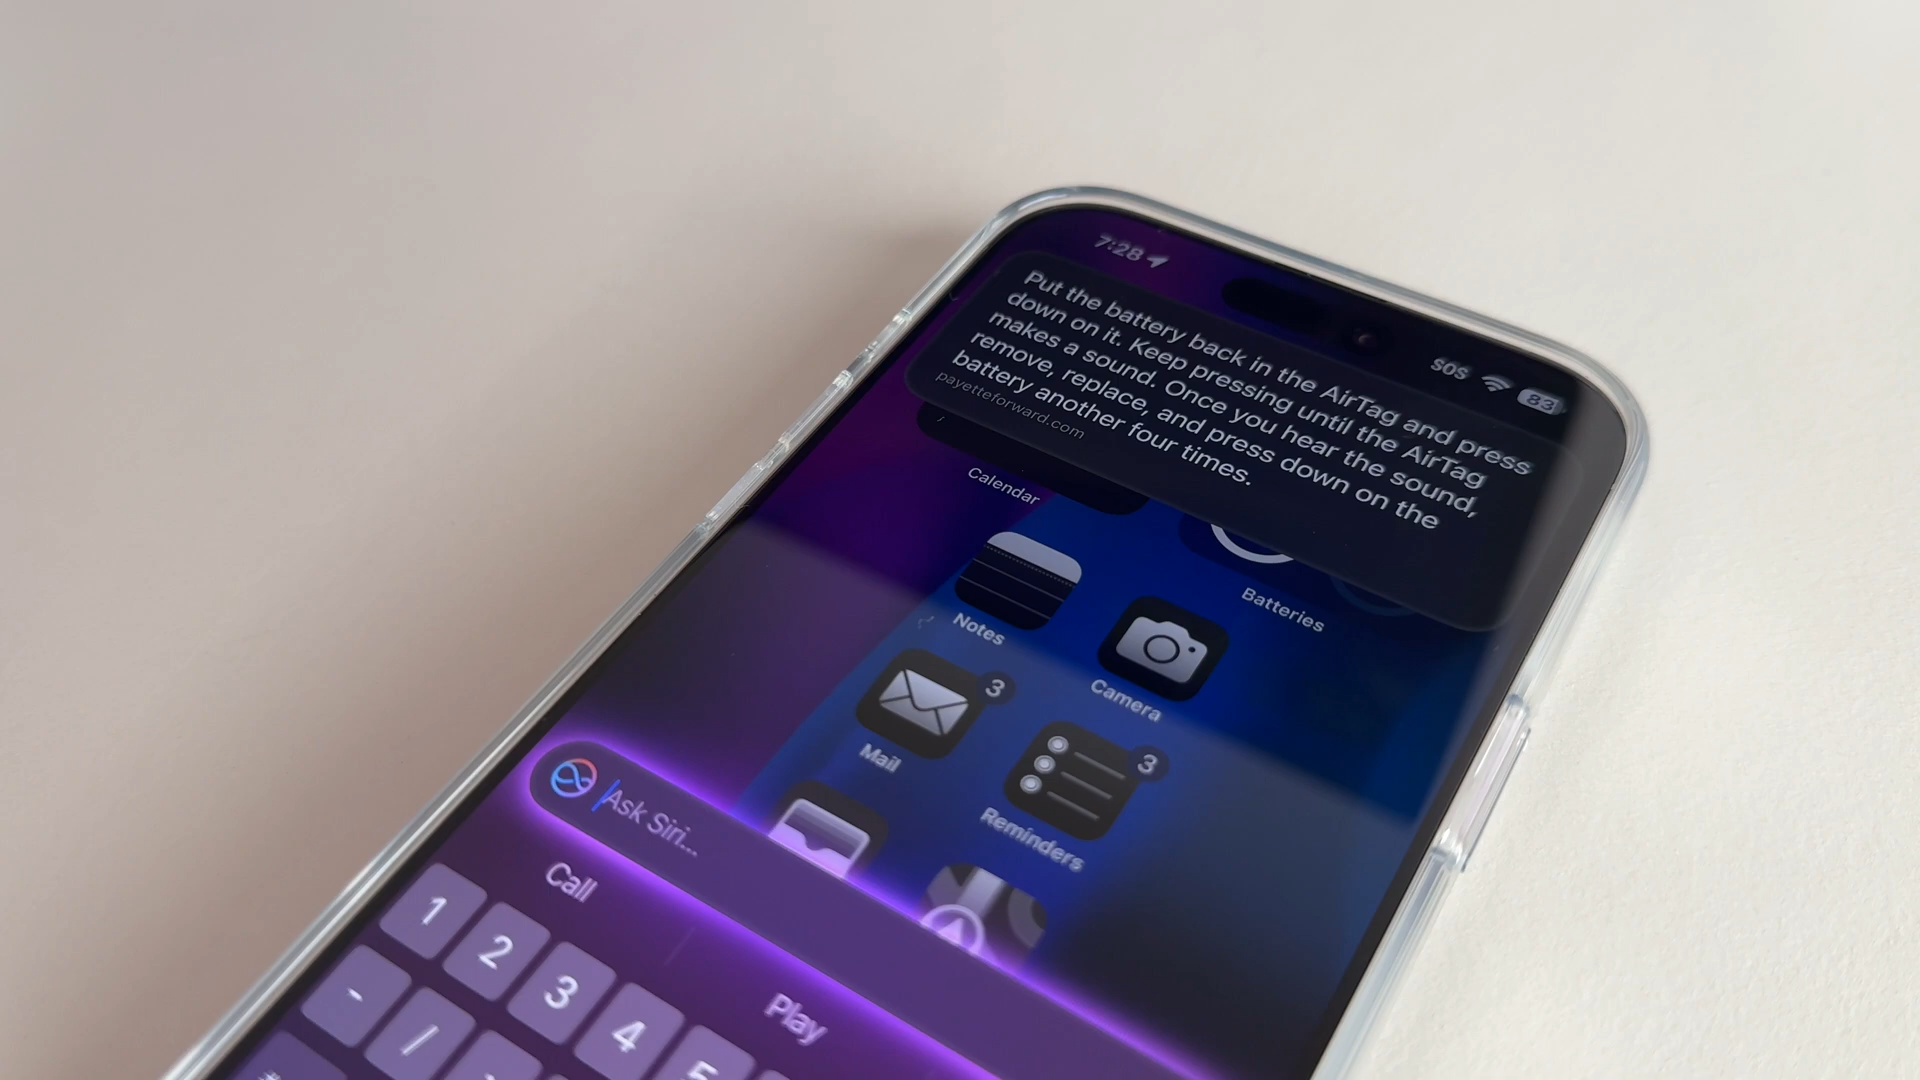 7:28
SOS
83
Put the battery back in the AirTag and press
down on it. Keep pressing until the AirTag
makes a sound. Once you hear the sound,
remove, replace, and press down on the
battery another four times.
payetteforward.com
Calendar
Batteries
Notes
Camera
3
Mail
3
Reminders
Ask Siri...
Call
Play
1
2
3
4
5
-
/